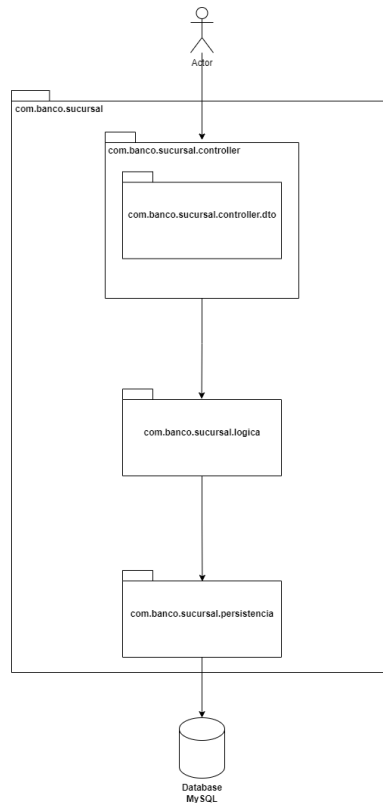 Actor
com.banco.sucursal
com.banco.sucursal.controller
com.banco.sucursal.controller.dto
com.banco.sucursal.logica
com.banco.sucursal.persistencia
Database
MySQL